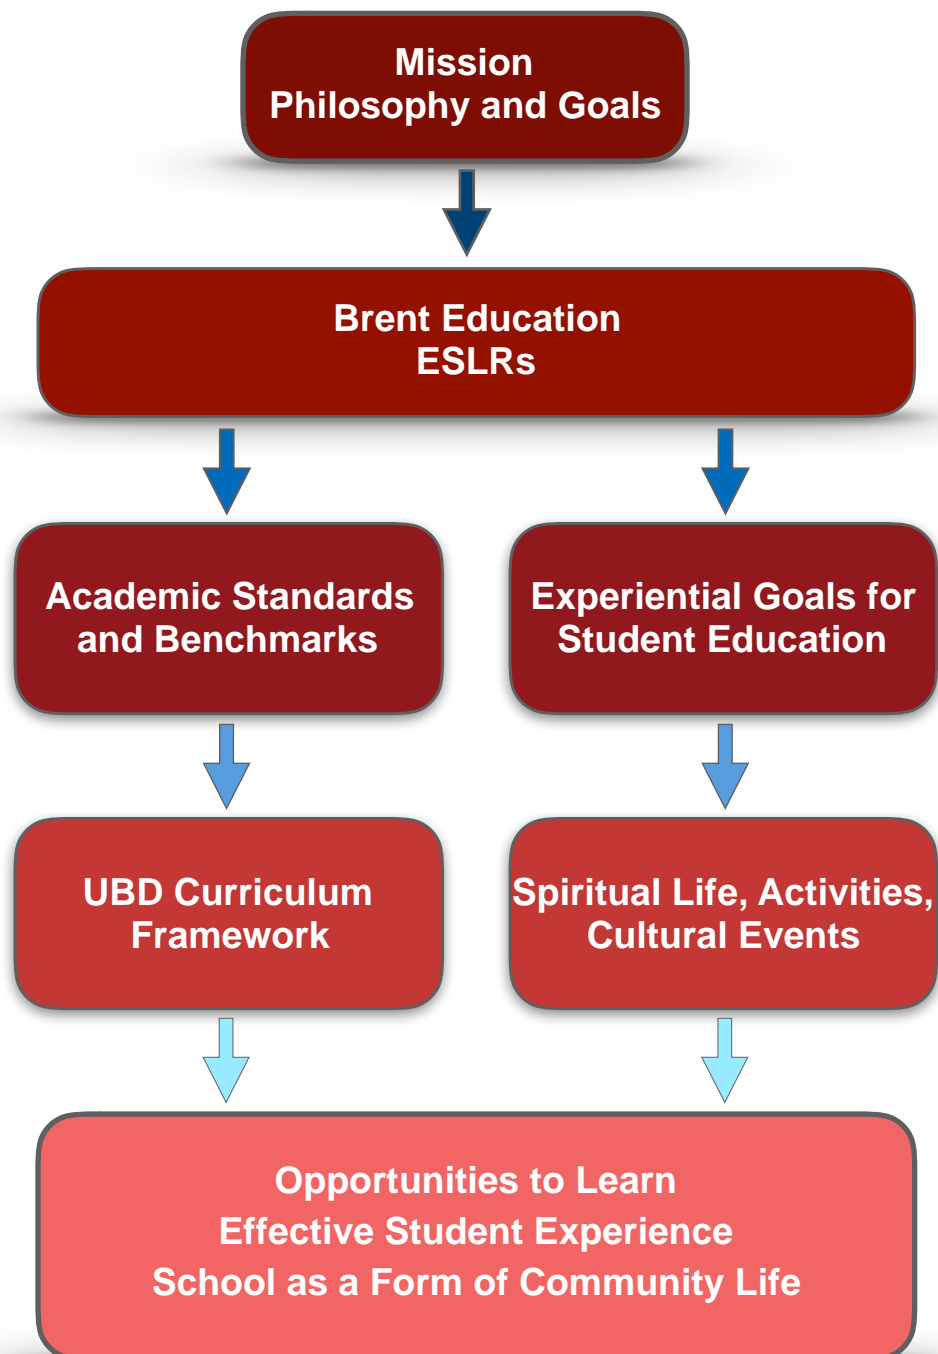 Mission
Philosophy and Goals
Brent Education
ESLRs
Academic Standards
and Benchmarks
Experiential Goals for
Student Education
UBD Curriculum
Framework
Spiritual Life, Activities,
Cultural Events
Opportunities to Learn
Effective Student Experience
School as a Form of Community Life